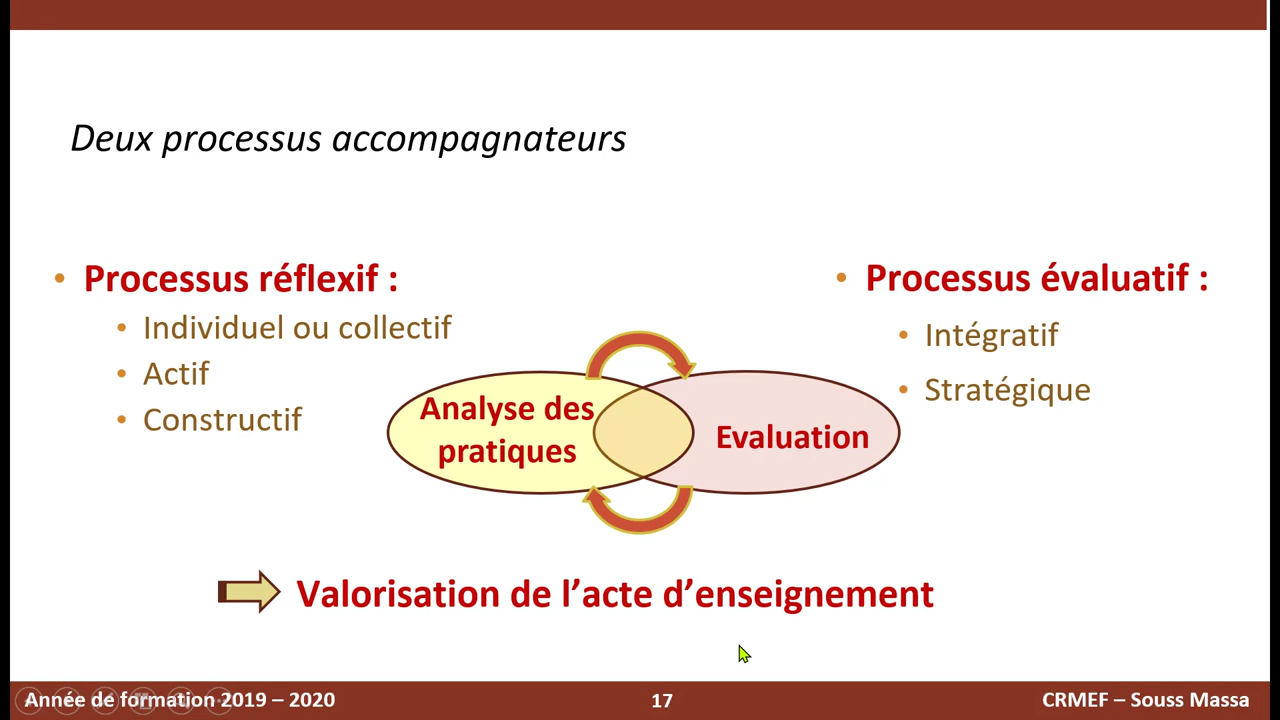 Deux processus accompagnateurs
• Processus réflexif :
• Individuel ou collectif
• Actif
• Constructif
• Processus évaluatif :
• Intégratif
• Stratégique
Analyse des
pratiques
Evaluation
Valorisation de l’acte d’enseignement
Année de formation 2019 – 2020
17
CRMEF – Souss Massa